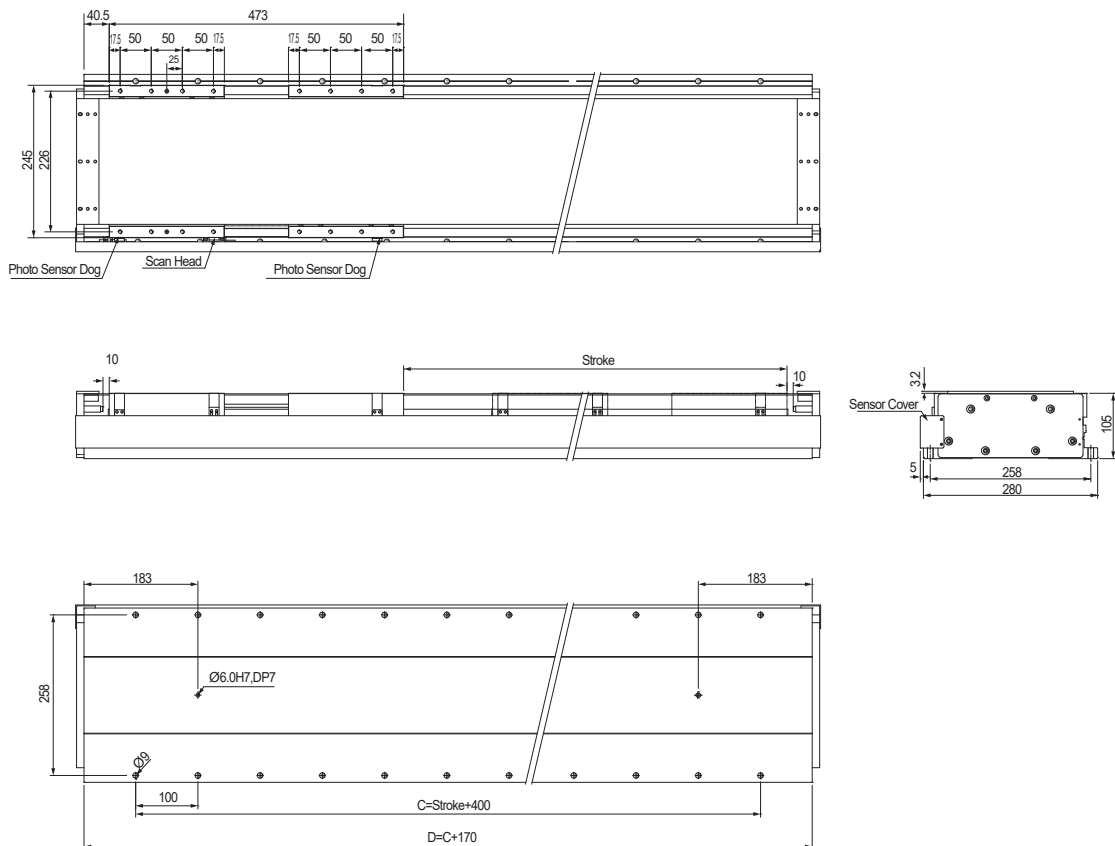 40.5 473
17.5 50 50 50 17.5 17.5 50 50 50 17.5
25
245
226
Photo Sensor Dog
Scan Head
Photo Sensor Dog
10
Stroke
10
3.2
Sensor Cover
105
5
258
280
183
183
258
Ø6.0H7,DP7
Ø9
100
C=Stroke+400
D=C+170